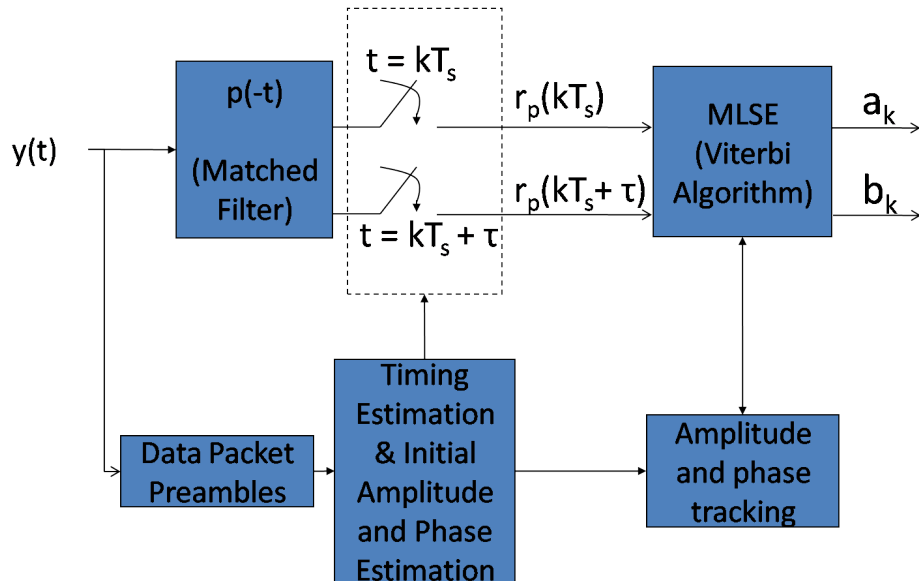 p(-t)
(Matched
Filter)
t = kTₛ
t = kTₛ + τ
y(t)
rₚ(kTₛ)
rₚ(kTₛ+ τ)
MLSE
(Viterbi
Algorithm)
aₖ
bₖ
Data Packet
Preambles
Timing
Estimation
& Initial
Amplitude
and Phase
Estimation
Amplitude
and phase
tracking